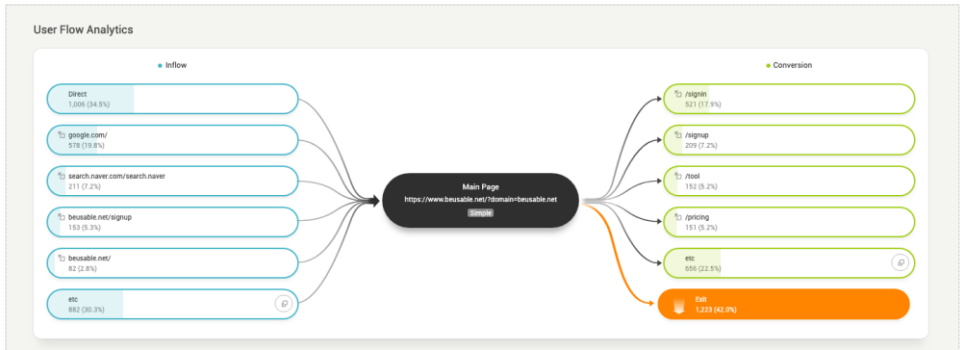 User Flow Analytics
Inflow
Conversion
Direct
1,006 (34.5%)
google.com/
578 (19.8%)
search.naver.com/search.naver
211 (7.2%)
beusable.net/signup
153 (5.3%)
beusable.net/
82 (2.8%)
etc
882 (30.3%)
Main Page
https://www.beusable.net/?domain=beusable.net
Simple
/signin
521 (17.9%)
/signup
209 (7.2%)
/tool
152 (5.2%)
/pricing
151 (5.2%)
etc
656 (22.5%)
Exit
1,223 (42.0%)